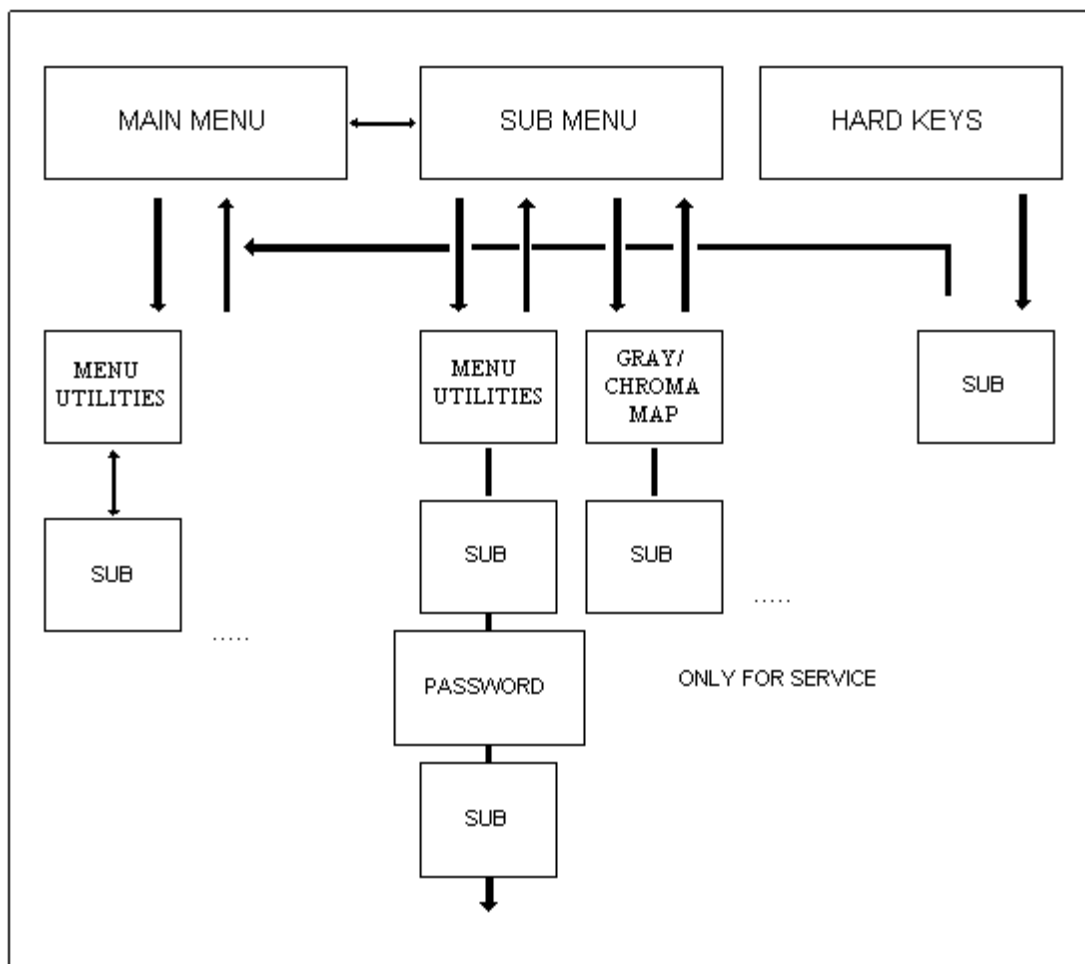 MAIN MENU
SUB MENU
HARD KEYS
MENU
UTILITIES
MENU
UTILITIES
GRAY/
CHROMA
MAP
SUB
SUB
SUB
SUB
.....
.....
PASSWORD
ONLY FOR SERVICE
SUB